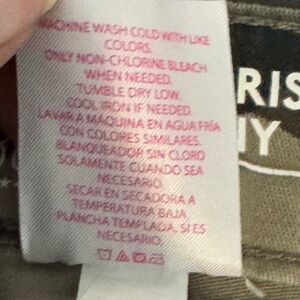 MACHINE WASH COLD WITH LIKE
COLORS.
ONLY NON-CHLORINE BLEACH
WHEN NEEDED.
TUMBLE DRY LOW.
COOL IRON IF NEEDED.
LAVAR A MAQUINA EN AGUA FRÍA
CON COLORES SIMILARES.
BLANQUEADOR SIN CLORO
SOLAMENTE CUANDO SEA
NECESARIO.
SECAR EN SECADORA A
TEMPERATURA BAJA.
PLANCHA TEMPLADA, SI ES
NECESARIO.
RIS